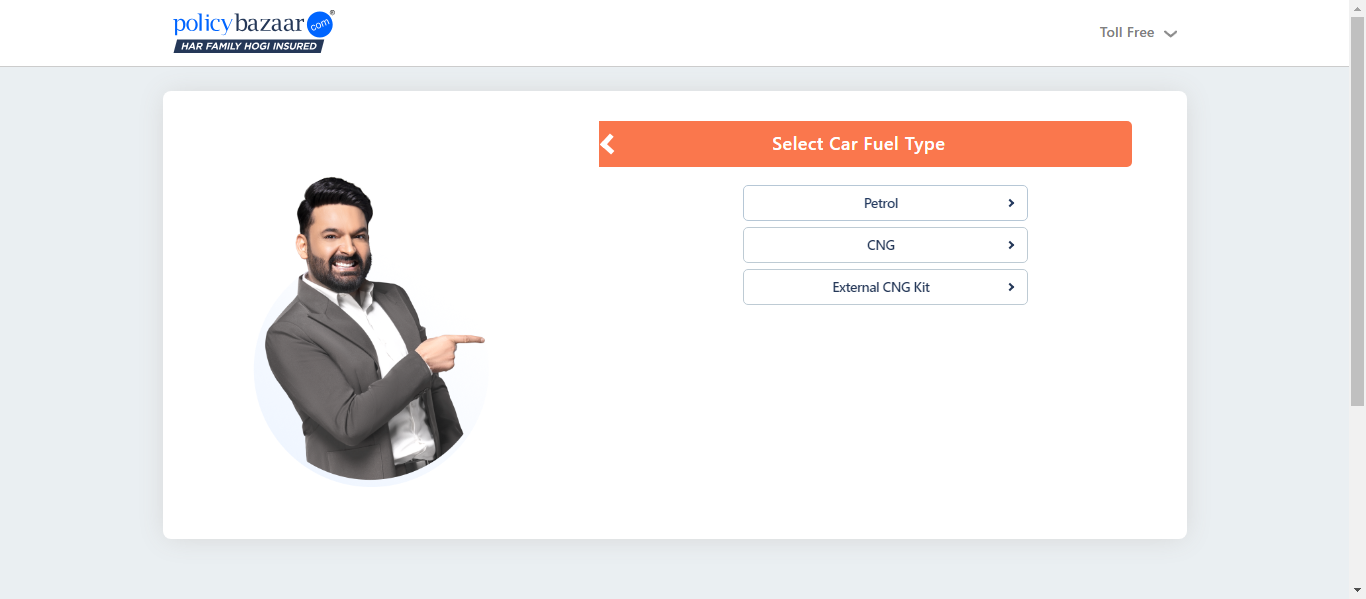 policybazaar.com®
HAR FAMILY HOGI INSURED
Toll Free
Select Car Fuel Type
Petrol
CNG
External CNG Kit